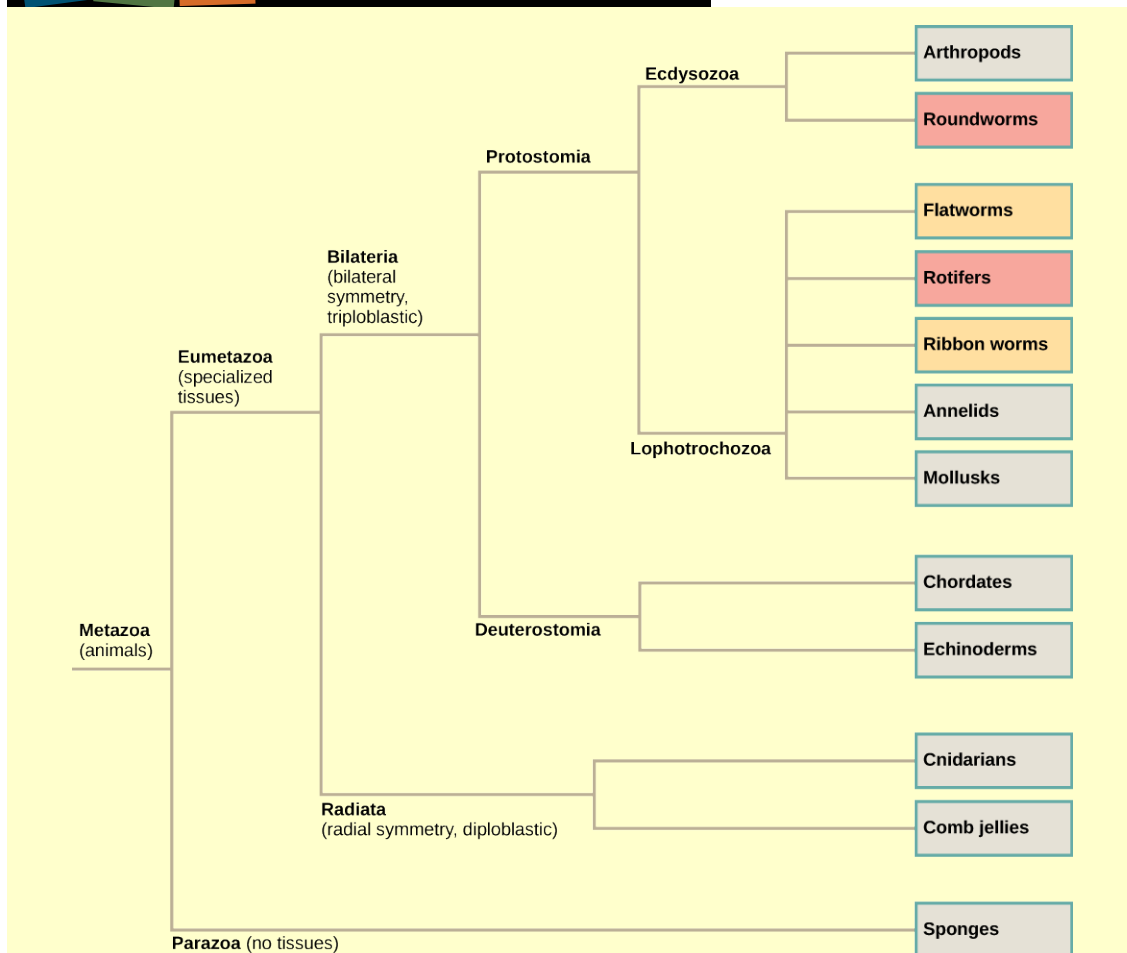 Arthropods
Ecdysozoa
Roundworms
Protostomia
Flatworms
Bilateria
(bilateral
symmetry,
triploblastic)
Rotifers
Ribbon worms
Eumetazoa
(specialized
tissues)
Annelids
Lophotrochozoa
Mollusks
Chordates
Metazoa
(animals)
Deuterostomia
Echinoderms
Cnidarians
Radiata
(radial symmetry, diploblastic)
Comb jellies
Sponges
Parazoa (no tissues)